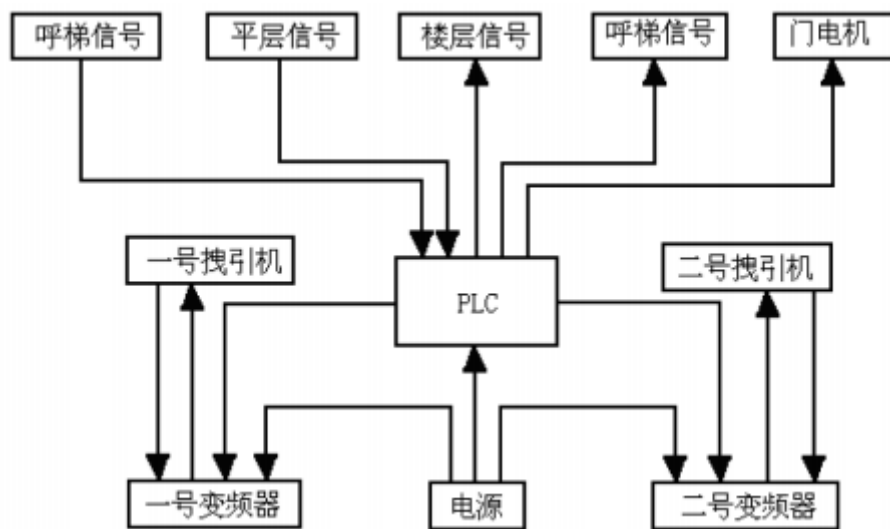 呼梯信号
平层信号
楼层信号
呼梯信号
门电机
一号拽引机
二号拽引机
PLC
一号变频器
电源
二号变频器